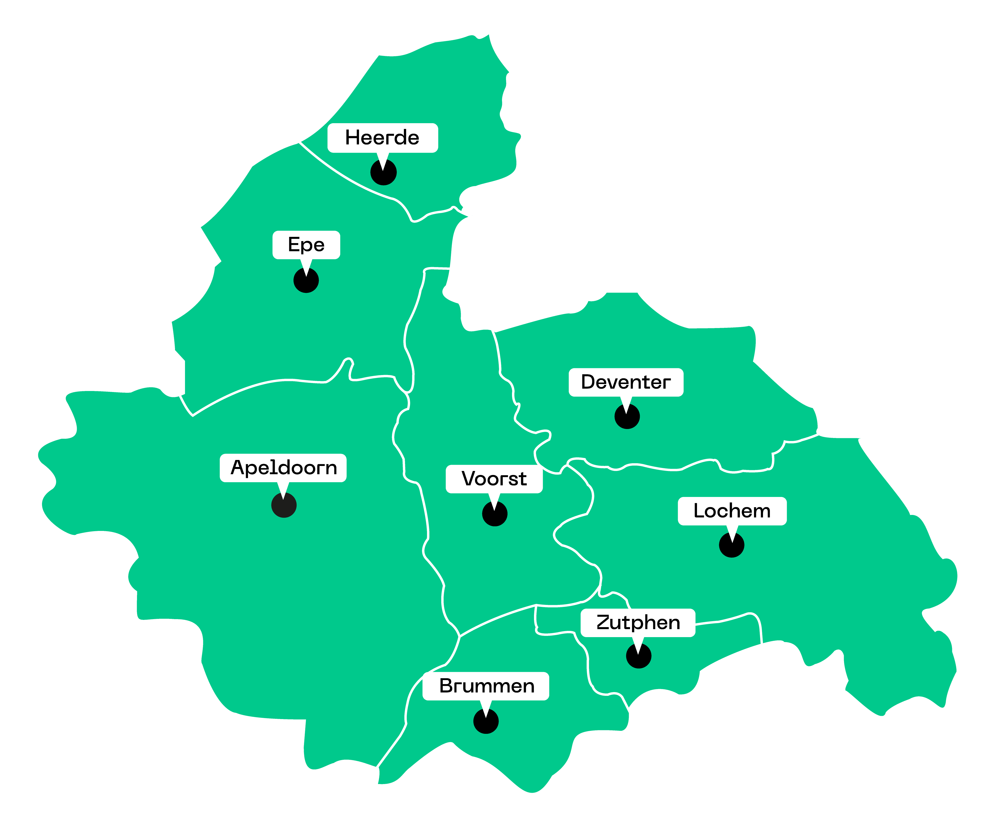 Heerde
Epe
Deventer
Apeldoorn
Voorst
Lochem
Zutphen
Brummen